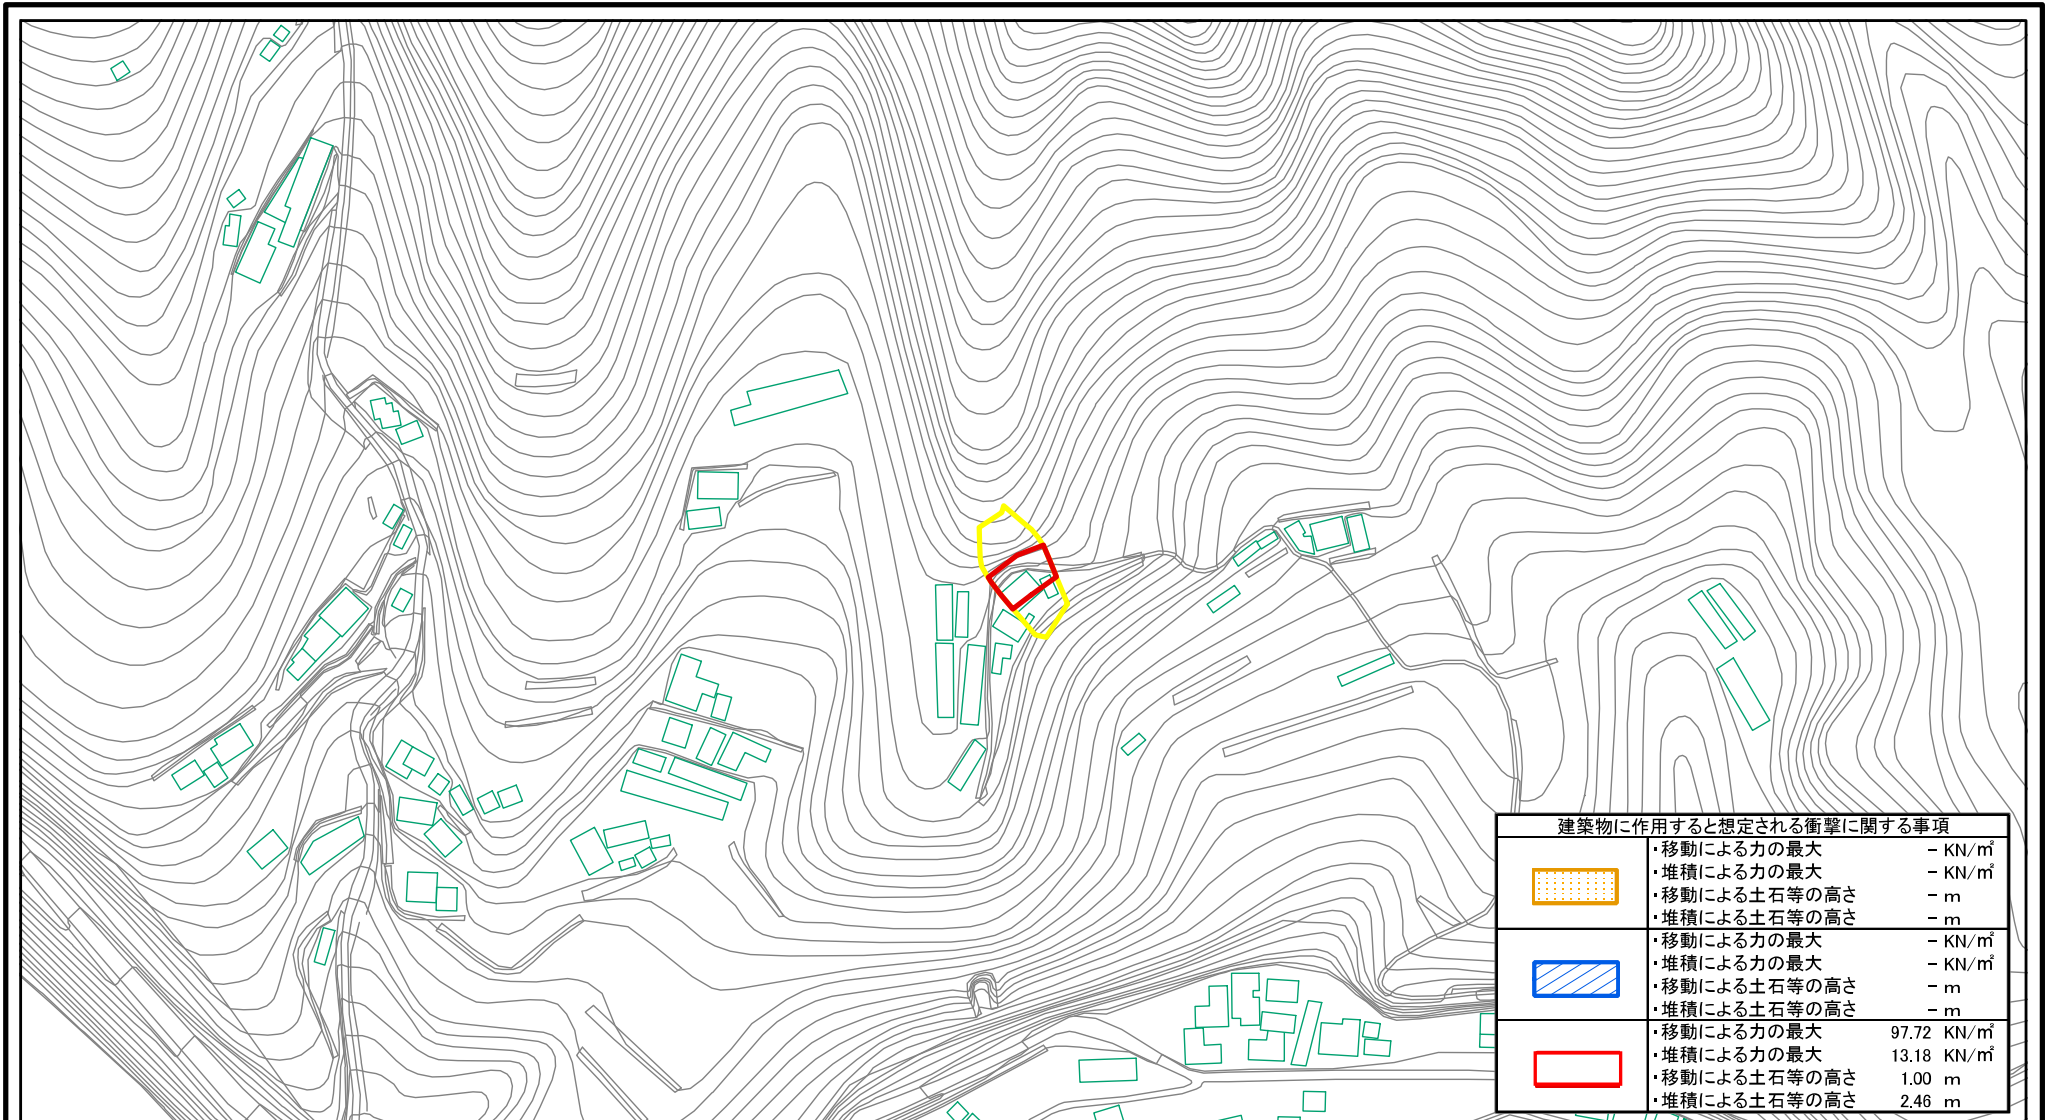 建築物に作用すると想定される衝撃に関する事項
・移動による力の最大 － KN/㎡
・堆積による力の最大 － KN/㎡
・移動による土石等の高さ － m
・堆積による土石等の高さ － m
・移動による力の最大 － KN/㎡
・堆積による力の最大 － KN/㎡
・移動による土石等の高さ － m
・堆積による土石等の高さ － m
・移動による力の最大 97.72 KN/㎡
・堆積による力の最大 13.18 KN/㎡
・移動による土石等の高さ 1.00 m
・堆積による土石等の高さ 2.46 m